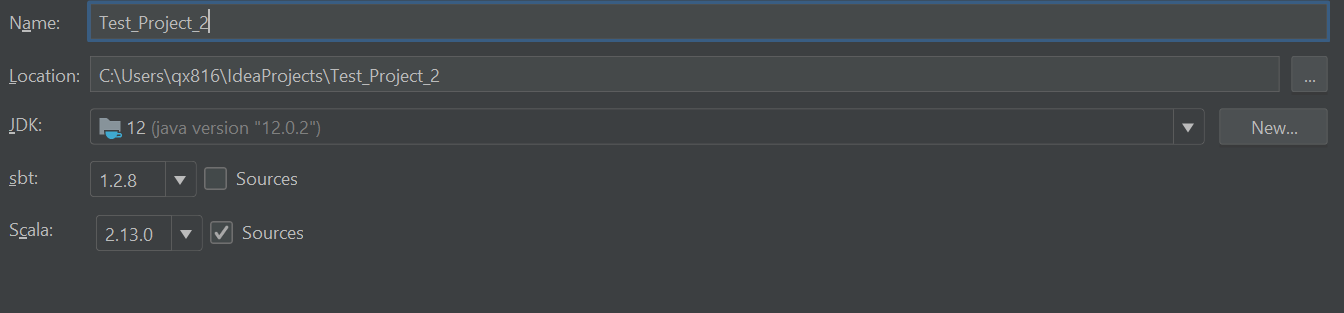 Name: Test_Project_2
Location: C:\Users\qx816\IdeaProjects\Test_Project_2 ...
JDK: 12 (java version "12.0.2") New...
sbt: 1.2.8 Sources
Scala: 2.13.0 Sources